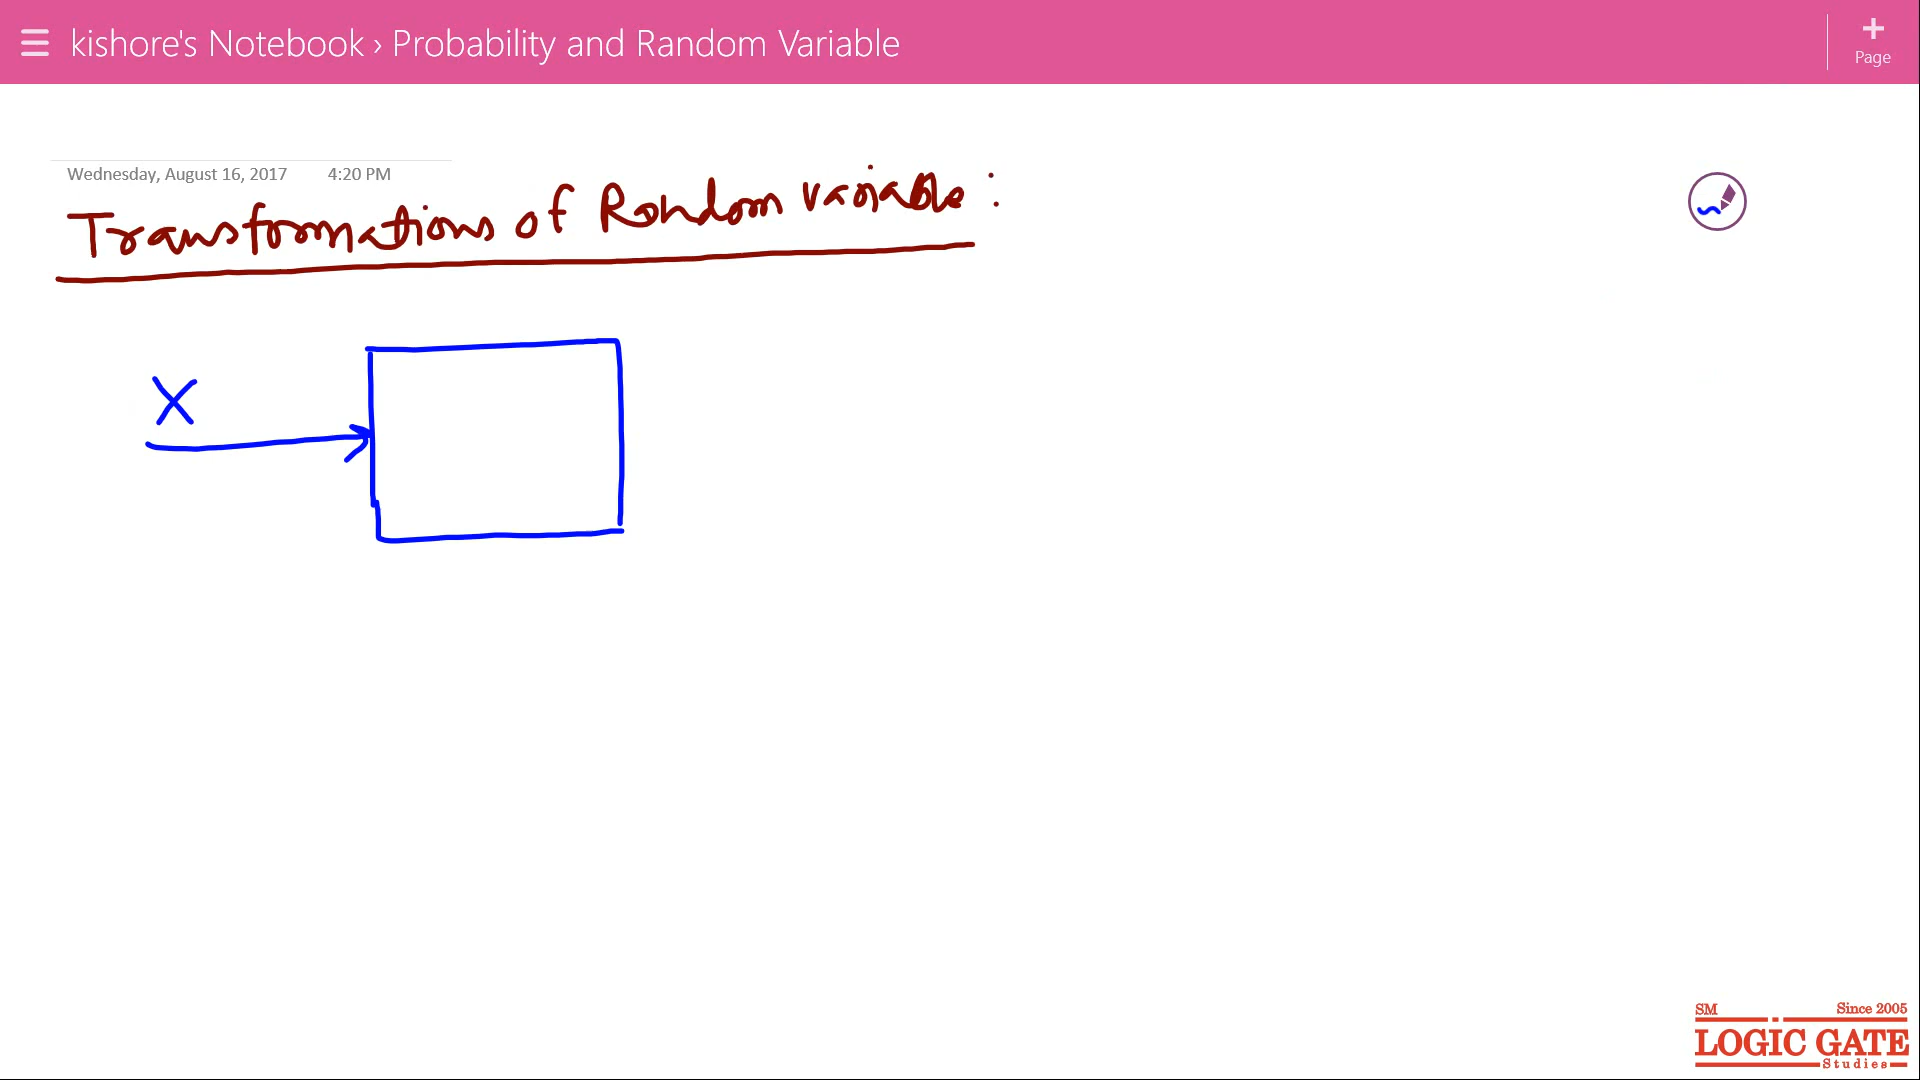 kishore's Notebook › Probability and Random Variable
+
Page
Wednesday, August 16, 2017 4:20 PM
Transformations of Random variable :
X
SM Since 2005
LOGIC GATE
Studies